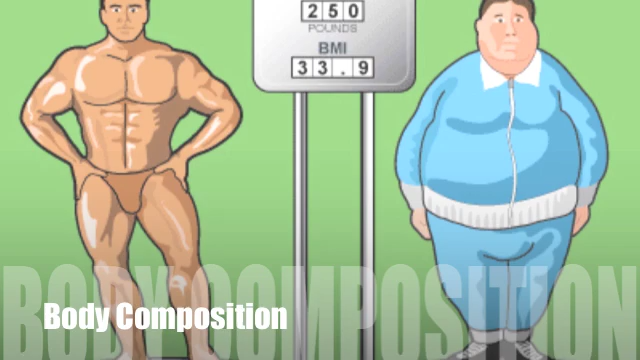 250
POUNDS
BMI
33.9
BODY COMPOSITION
Body Composition